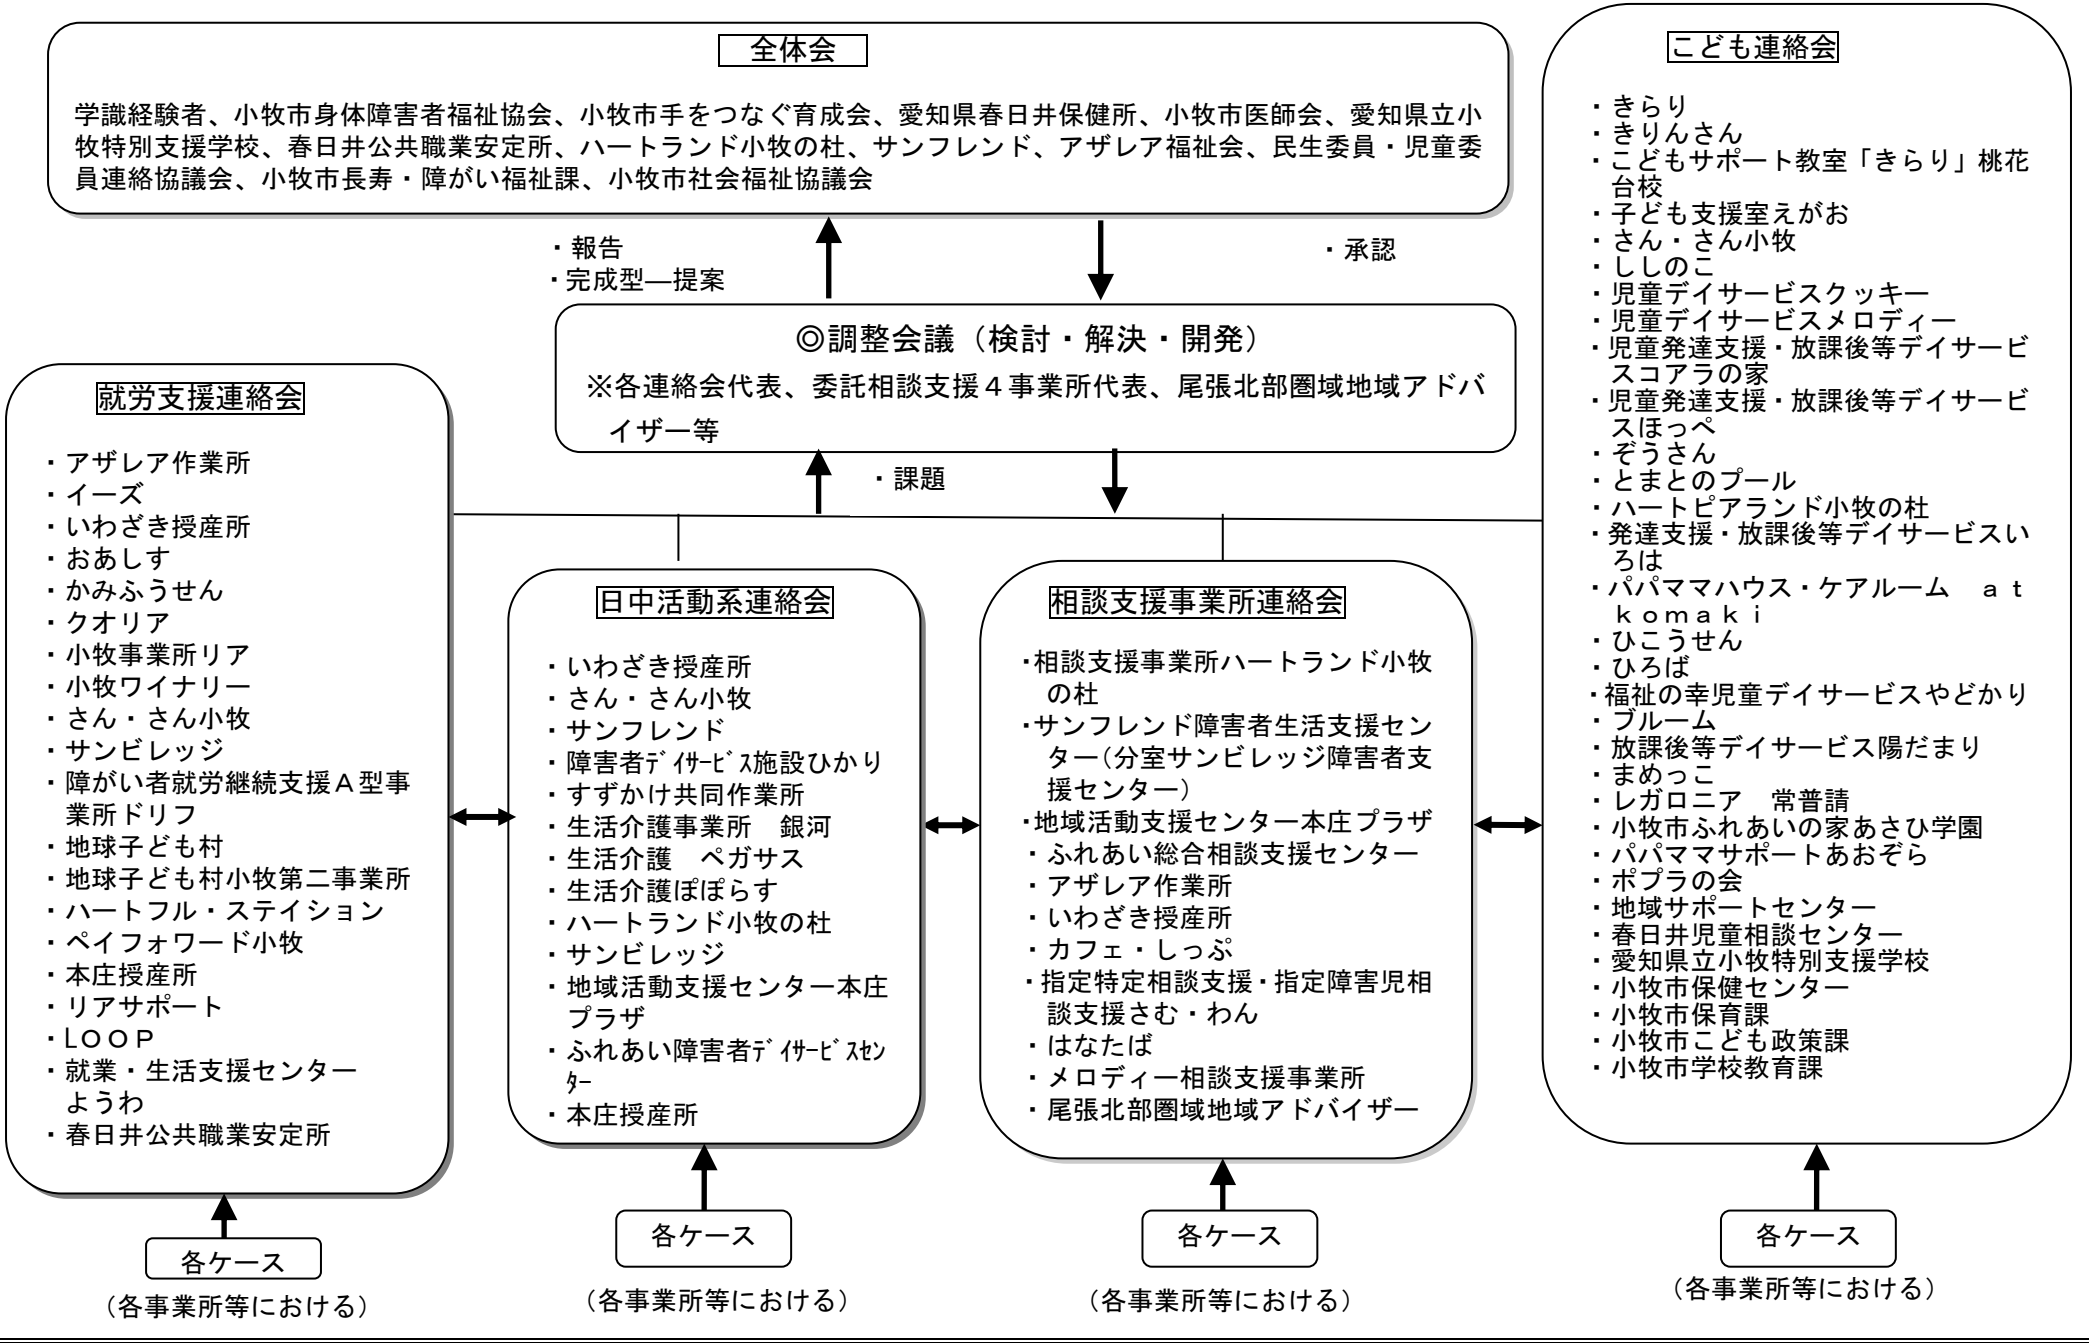 全体会
学識経験者、小牧市身体障害者福祉協会、小牧市手をつなぐ育成会、愛知県春日井保健所、小牧市医師会、愛知県立小
牧特別支援学校、春日井公共職業安定所、ハートランド小牧の杜、サンフレンド、アザレア福祉会、民生委員・児童委
員連絡協議会、小牧市長寿・障がい福祉課、小牧市社会福祉協議会
・報告
・完成型―提案
・承認
◎調整会議（検討・解決・開発）
※各連絡会代表、委託相談支援４事業所代表、尾張北部圏域地域アドバ
イザー等
・課題
就労支援連絡会
・アザレア作業所
・イーズ
・いわざき授産所
・おあしす
・かみふうせん
・クオリア
・小牧事業所リア
・小牧ワイナリー
・さん・さん小牧
・サンビレッジ
・障がい者就労継続支援Ａ型事
業所ドリフ
・地球子ども村
・地球子ども村小牧第二事業所
・ハートフル・ステイション
・ペイフォワード小牧
・本庄授産所
・リアサポート
・LＯＯＰ
・就業・生活支援センター
ようわ
・春日井公共職業安定所
各ケース
（各事業所等における）
日中活動系連絡会
・いわざき授産所
・さん・さん小牧
・サンフレンド
・障害者ﾃﾞｲｻｰﾋﾞｽ施設ひかり
・すずかけ共同作業所
・生活介護事業所　銀河
・生活介護　ペガサス
・生活介護ぽぽらす
・ハートランド小牧の杜
・サンビレッジ
・地域活動支援センター本庄
プラザ
・ふれあい障害者ﾃﾞｲｻｰﾋﾞｽｾﾝ
ﾀｰ
・本庄授産所
各ケース
（各事業所等における）
相談支援事業所連絡会
・相談支援事業所ハートランド小牧
の杜
・サンフレンド障害者生活支援セン
ター（分室サンビレッジ障害者支
援センター）
・地域活動支援センター本庄プラザ
・ふれあい総合相談支援センター
・アザレア作業所
・いわざき授産所
・カフェ・しっぷ
・指定特定相談支援・指定障害児相
談支援さむ・わん
・はなたば
・メロディー相談支援事業所
・尾張北部圏域地域アドバイザー
各ケース
（各事業所等における）
こども連絡会
・きらり
・きりんさん
・こどもサポート教室「きらり」桃花
台校
・子ども支援室えがお
・さん・さん小牧
・ししのこ
・児童デイサービスクッキー
・児童デイサービスメロディー
・児童発達支援・放課後等デイサービ
スコアラの家
・児童発達支援・放課後等デイサービ
スほっぺ
・ぞうさん
・とまとのプール
・ハートピアランド小牧の杜
・発達支援・放課後等デイサービスい
ろは
・パパママハウス・ケアルーム　ａｔ
ｋｏｍａｋｉ
・ひこうせん
・ひろば
・福祉の幸児童デイサービスやどかり
・ブルーム
・放課後等デイサービス陽だまり
・まめっこ
・レガロニア　常普請
・小牧市ふれあいの家あさひ学園
・パパママサポートあおぞら
・ポプラの会
・地域サポートセンター
・春日井児童相談センター
・愛知県立小牧特別支援学校
・小牧市保健センター
・小牧市保育課
・小牧市こども政策課
・小牧市学校教育課
各ケース
（各事業所等における）